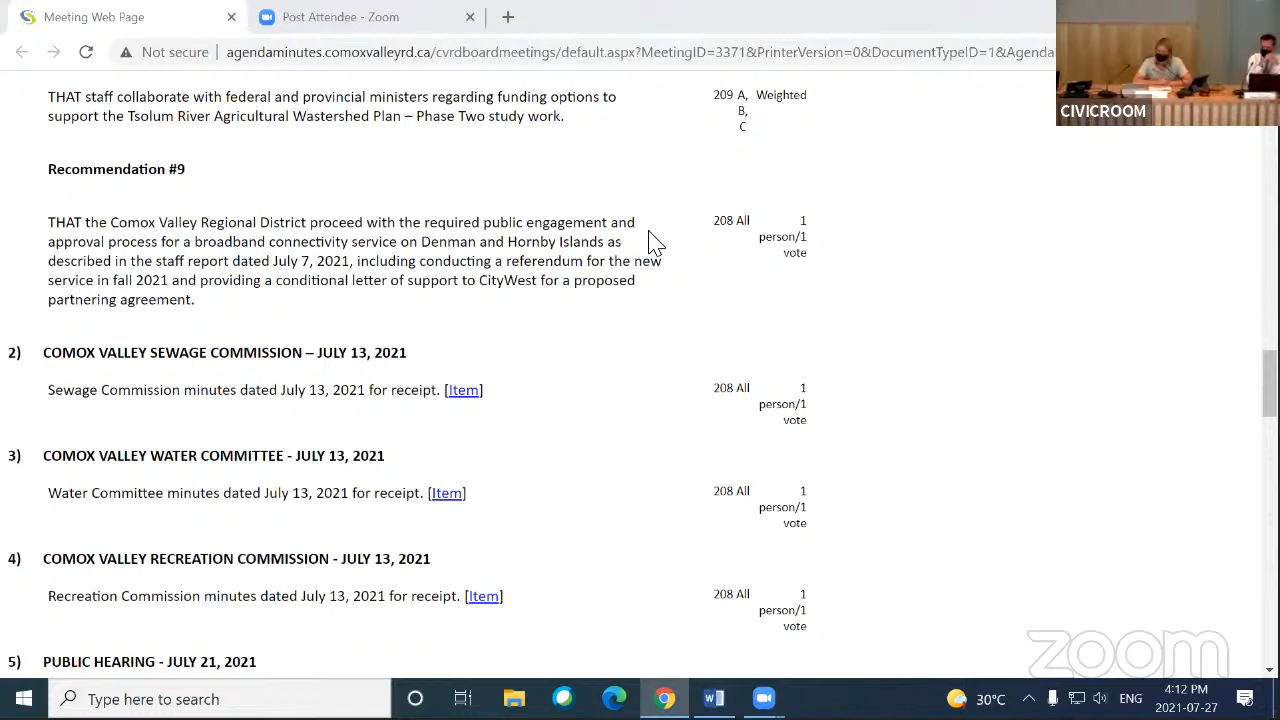 Meeting Web Page
Post Attendee - Zoom
Not secure
agendaminutes.comoxvalleyrd.ca/cvrdboardmeetings/default.aspx?MeetingID=3371&PrinterVersion=0&DocumentTypeID=1&Agenda
CIVICROOM
THAT staff collaborate with federal and provincial ministers regarding funding options to
support the Tsolum River Agricultural Wastershed Plan – Phase Two study work.
209 A, Weighted
B,
C
Recommendation #9
THAT the Comox Valley Regional District proceed with the required public engagement and
approval process for a broadband connectivity service on Denman and Hornby Islands as
described in the staff report dated July 7, 2021, including conducting a referendum for the new
service in fall 2021 and providing a conditional letter of support to CityWest for a proposed
partnering agreement.
208 All 1
person/1
vote
2) COMOX VALLEY SEWAGE COMMISSION – JULY 13, 2021
Sewage Commission minutes dated July 13, 2021 for receipt. [Item]
208 All 1
person/1
vote
3) COMOX VALLEY WATER COMMITTEE - JULY 13, 2021
Water Committee minutes dated July 13, 2021 for receipt. [Item]
208 All 1
person/1
vote
4) COMOX VALLEY RECREATION COMMISSION - JULY 13, 2021
Recreation Commission minutes dated July 13, 2021 for receipt. [Item]
208 All 1
person/1
vote
5) PUBLIC HEARING - JULY 21, 2021
zoom
Type here to search
30°C
ENG
4:12 PM
2021-07-27